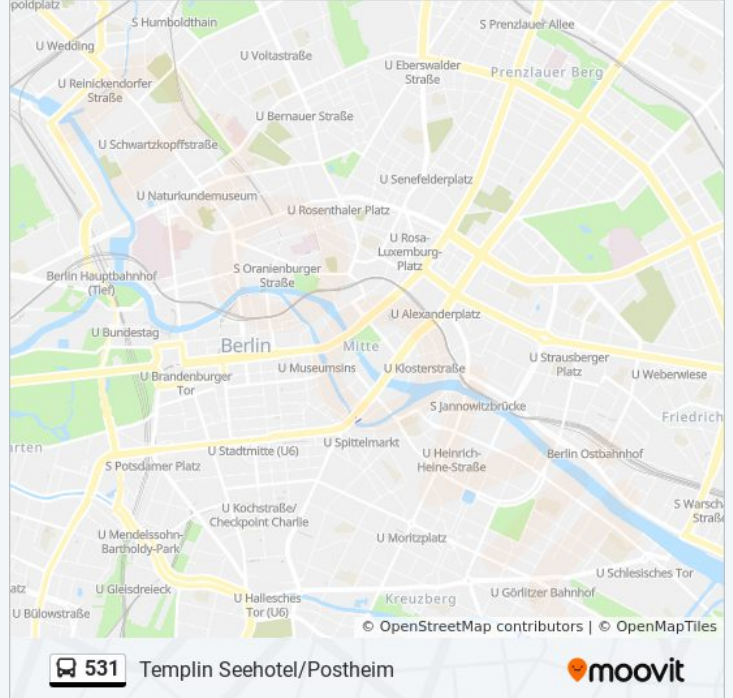 poldplatz
S Humboldthain
S Prenzlauer Allee
U Wedding
U Voltastraße
U Eberswalder
Straße
Prenzlauer Berg
U Reinickendorfer
Straße
U Bernauer Straße
U Schwartzkopffstraße
U Senefelderplatz
U Naturkundemuseum
U Rosenthaler Platz
U Rosa-
Luxemburg-
Platz
S Oranienburger
Straße
Berlin Hauptbahnhof
(Tief)
U Alexanderplatz
U Bundestag
Berlin
Mitte
U Strausberger
Platz
U Museumsins
U Klosterstraße
U Weberwiese
U Brandenburger
Tor
S Jannowitzbrücke
Friedrich
U Spittelmarkt
rten
U Stadtmitte (U6)
U Heinrich-
Heine-Straße
Berlin Ostbahnhof
S Potsdamer Platz
S Warsch
Straße
U Kochstraße/
Checkpoint Charlie
U Mendelssohn-
Bartholdy-Park
U Moritzplatz
U Schlesisches Tor
atz
U Gleisdreieck
U Görlitzer Bahnhof
U Hallesches
Tor (U6)
Kreuzberg
U Bülowstraße
© OpenStreetMap contributors | © OpenMapTiles
531 Templin Seehotel/Postheim
moovit